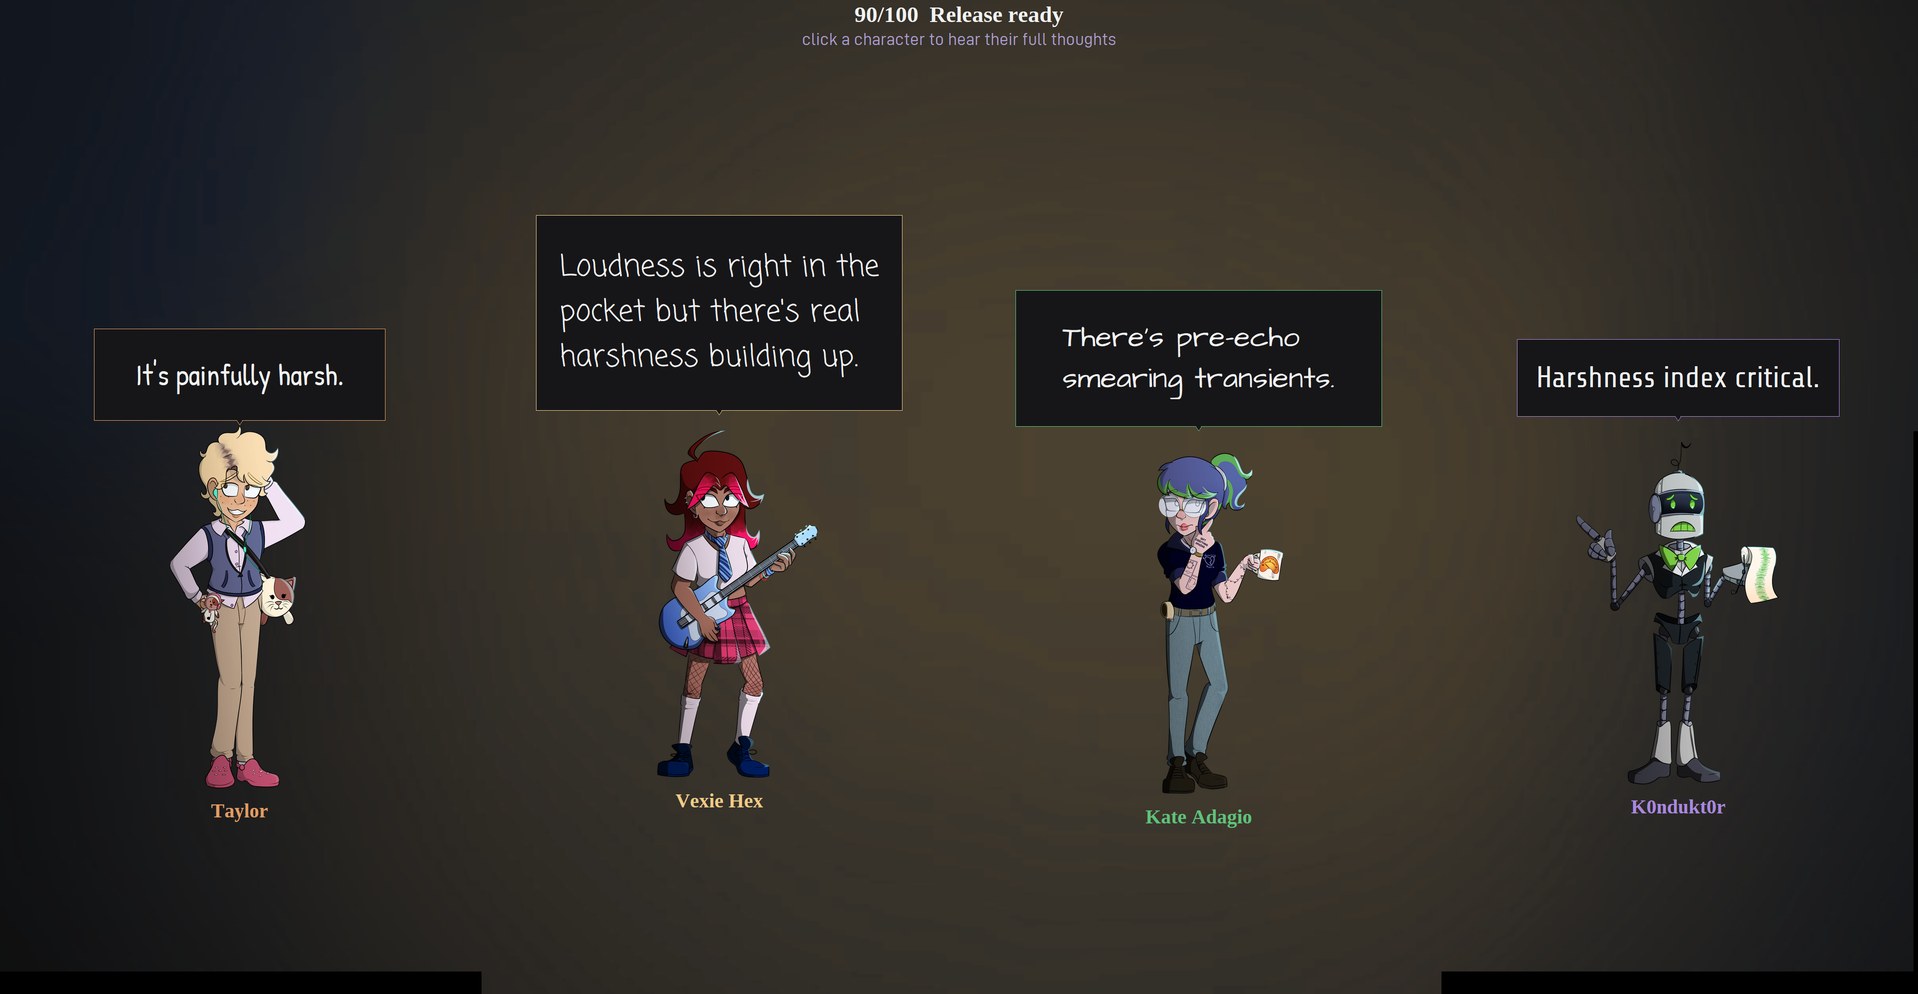 90/100 Release ready
click a character to hear their full thoughts
It's painfully harsh.
Loudness is right in the
pocket but there's real
harshness building up.
There's pre-echo
smearing transients.
Harshness index critical.
Taylor
Vexie Hex
Kate Adagio
K0ndukt0r